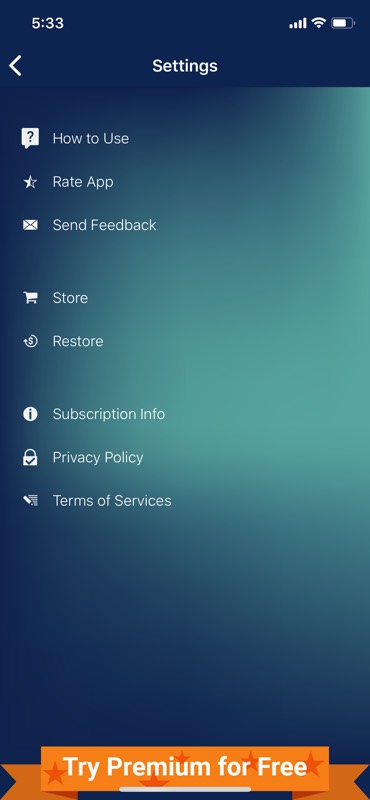 5:33
Settings
How to Use
Rate App
Send Feedback
Store
Restore
Subscription Info
Privacy Policy
Terms of Services
Try Premium for Free